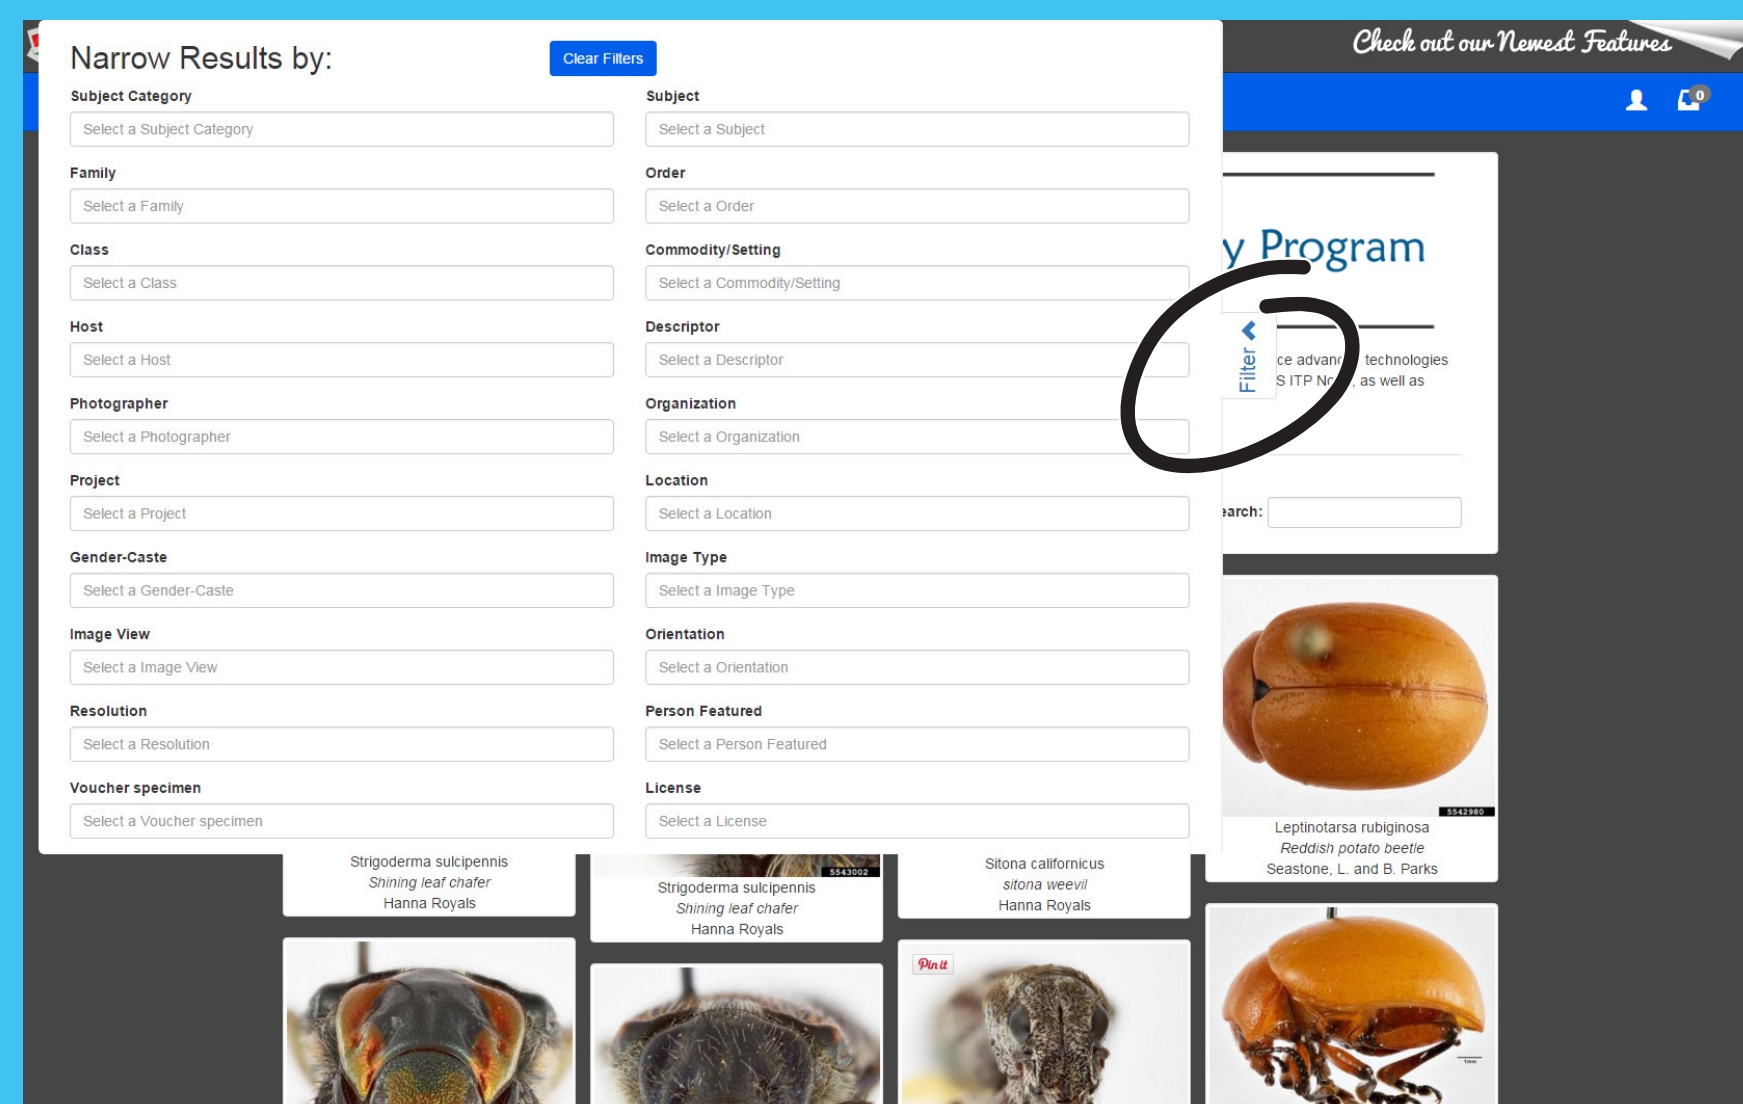 Check out our Newest Features
Narrow Results by:
Clear Filters
0
Subject Category
Subject
Select a Subject Category
Select a Subject
Family
Order
Select a Family
Select a Order
y Program
Class
Commodity/Setting
Select a Class
Select a Commodity/Setting
Host
Descriptor
Select a Host
Select a Descriptor
Filter
ce advanc technologies
S ITP No , as well as
Photographer
Organization
Select a Photographer
Select a Organization
Project
Location
Select a Project
Select a Location
earch:
Gender-Caste
Image Type
Select a Gender-Caste
Select a Image Type
Image View
Orientation
Select a Image View
Select a Orientation
Resolution
Person Featured
Select a Resolution
Select a Person Featured
Voucher specimen
License
Select a Voucher specimen
Select a License
5542980
Leptinotarsa rubiginosa
Reddish potato beetle
Seastone, L. and B. Parks
Strigoderma sulcipennis
Shining leaf chafer
Hanna Royals
5543002
Strigoderma sulcipennis
Shining leaf chafer
Hanna Royals
Sitona californicus
sitona weevil
Hanna Royals
Pin it
1mm